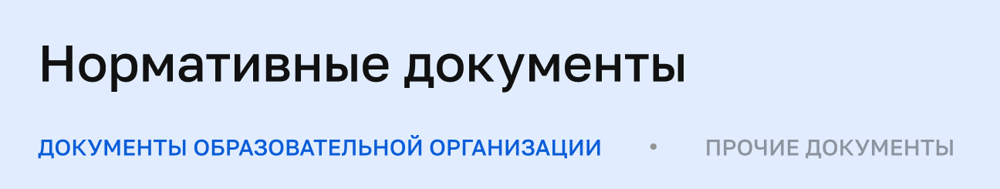 Нормативные документы
ДОКУМЕНТЫ ОБРАЗОВАТЕЛЬНОЙ ОРГАНИЗАЦИИ • ПРОЧИЕ ДОКУМЕНТЫ